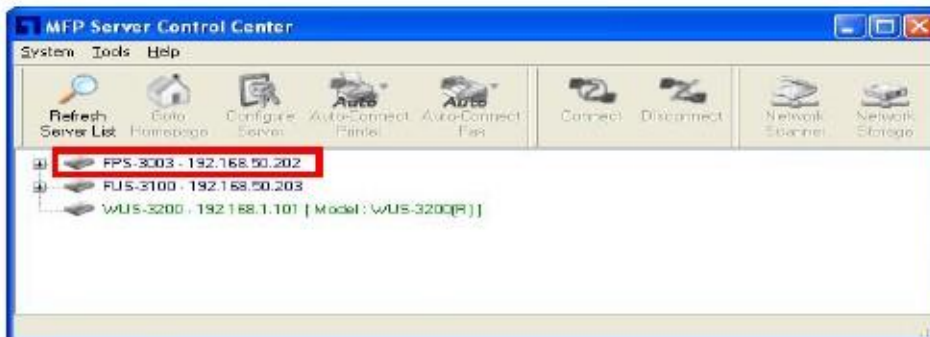 MFP Server Control Center
System Tools Help
Refresh Server List
Goto Homepage
Configure Server
Auto
Auto-Connect Printer
Auto
Auto-Connect Fax
Connect
Disconnect
Network Scanner
Network Storage
FPS-3003 - 192.168.50.202
FUS-3100 - 192.168.50.203
WUS-3200 - 192.168.1.101 [ Model : WUS-3200(R) ]